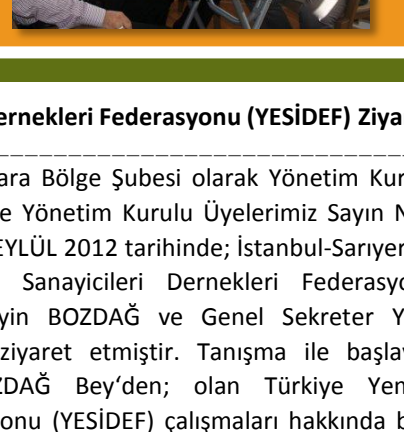 ernekleri Federasyonu (YESİDEF) Ziya
ara Bölge Şubesi olarak Yönetim Kur
e Yönetim Kurulu Üyelerimiz Sayın N
EYLÜL 2012 tarihinde; İstanbul-Sarıyer
Sanayicileri Dernekleri Federasyo
yin BOZDAĞ ve Genel Sekreter Y
ziyaret etmiştir. Tanışma ile başla
ZDAĞ Bey‘den; olan Türkiye Yen
onu (YESİDEF) çalışmaları hakkında b